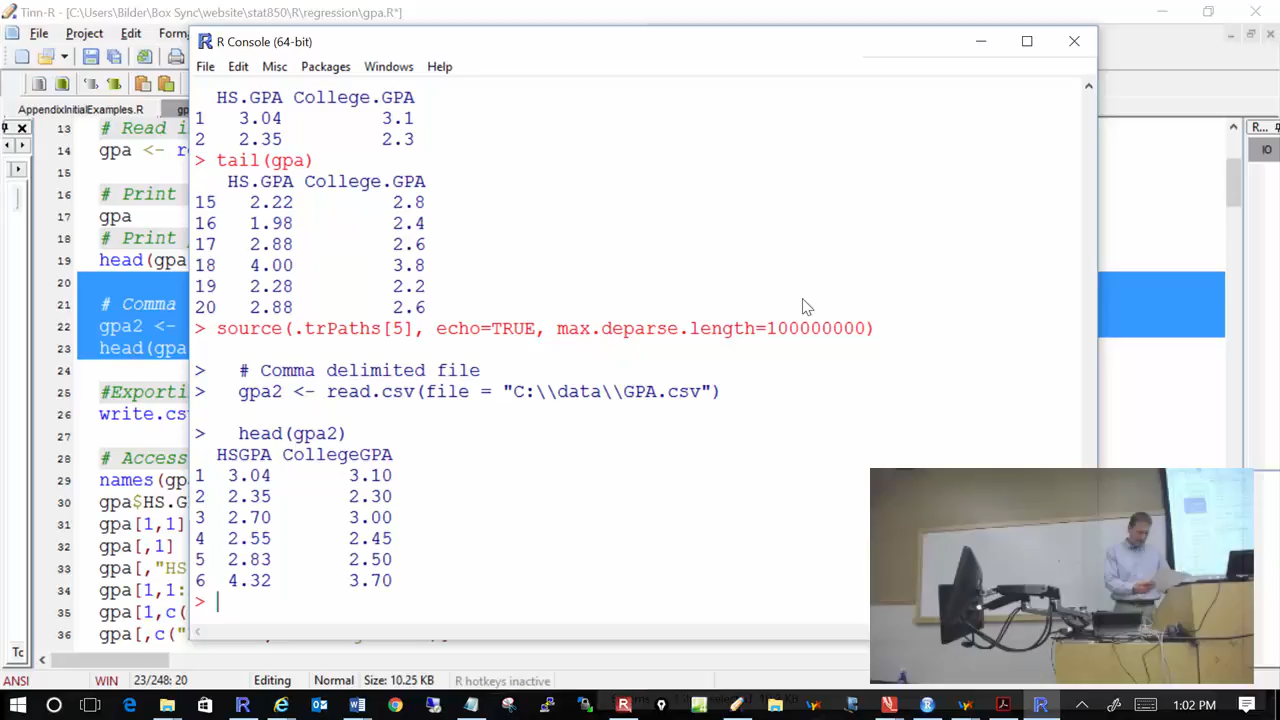 Tinn-R - [C:\Users\Bilder\Box Sync\website\stat850\R\regression\gpa.R*]
File Project Edit Form
R Console (64-bit)
File Edit Misc Packages Windows Help
AppendixInitialExamples.R gp
13 # Read i
14 gpa <- r
16 # Print
17 gpa
18 # Print
19 head(gpa
20
21 # Comma
22 gpa2 <-
23 head(gpa
25 #Exporti
26 write.cs
28 # Acces
29 names(gp
30 gpa$HS.G
31 gpa[1,1]
32 gpa[,1]
33 gpa[,"HS
34 gpa[1,1:
35 gpa[1,c(
36 gpa[,c("
HS.GPA College.GPA
1 3.04 3.1
2 2.35 2.3
> tail(gpa)
HS.GPA College.GPA
15 2.22 2.8
16 1.98 2.4
17 2.88 2.6
18 4.00 3.8
19 2.28 2.2
20 2.88 2.6
> source(.trPaths[5], echo=TRUE, max.deparse.length=100000000)
> # Comma delimited file
> gpa2 <- read.csv(file = "C:\\data\\GPA.csv")
> head(gpa2)
HSGPA CollegeGPA
1 3.04 3.10
2 2.35 2.30
3 2.70 3.00
4 2.55 2.45
5 2.83 2.50
6 4.32 3.70
>
R...
IO
Tc
ANSI WIN 23/248: 20 Editing Normal Size: 10.25 KB R hotkeys inactive
1:02 PM